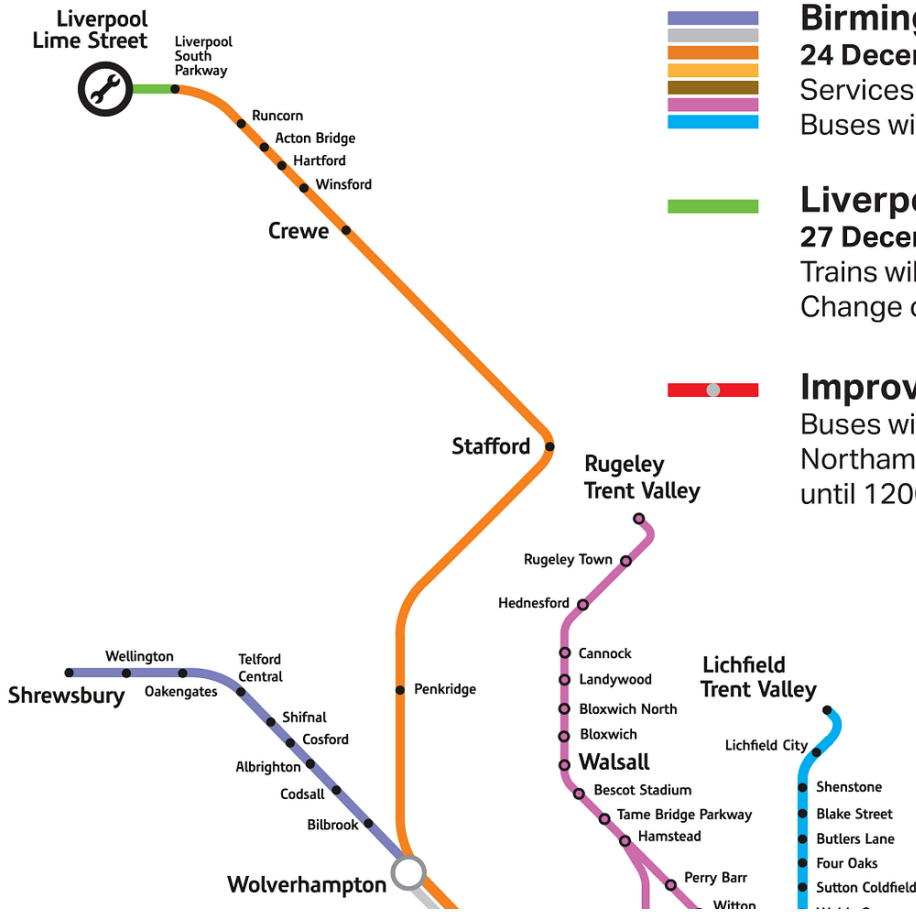 Liverpool
Lime Street
Liverpool
South
Parkway
Runcorn
Acton Bridge
Hartford
Winsford
Crewe
Stafford
Rugeley
Trent Valley
Rugeley Town
Hednesford
Cannock
Landywood
Bloxwich North
Bloxwich
Walsall
Bescot Stadium
Tame Bridge Parkway
Hamstead
Perry Barr
Witton
Penkridge
Wellington
Shrewsbury
Oakengates
Telford
Central
Shifnal
Cosford
Albrighton
Codsall
Bilbrook
Wolverhampton
Lichfield
Trent Valley
Lichfield City
Shenstone
Blake Street
Butlers Lane
Four Oaks
Sutton Coldfield
Birming
24 Decem
Services
Buses wi
Liverpo
27 Decem
Trains wil
Change o
Improv
Buses wi
Northam
until 120